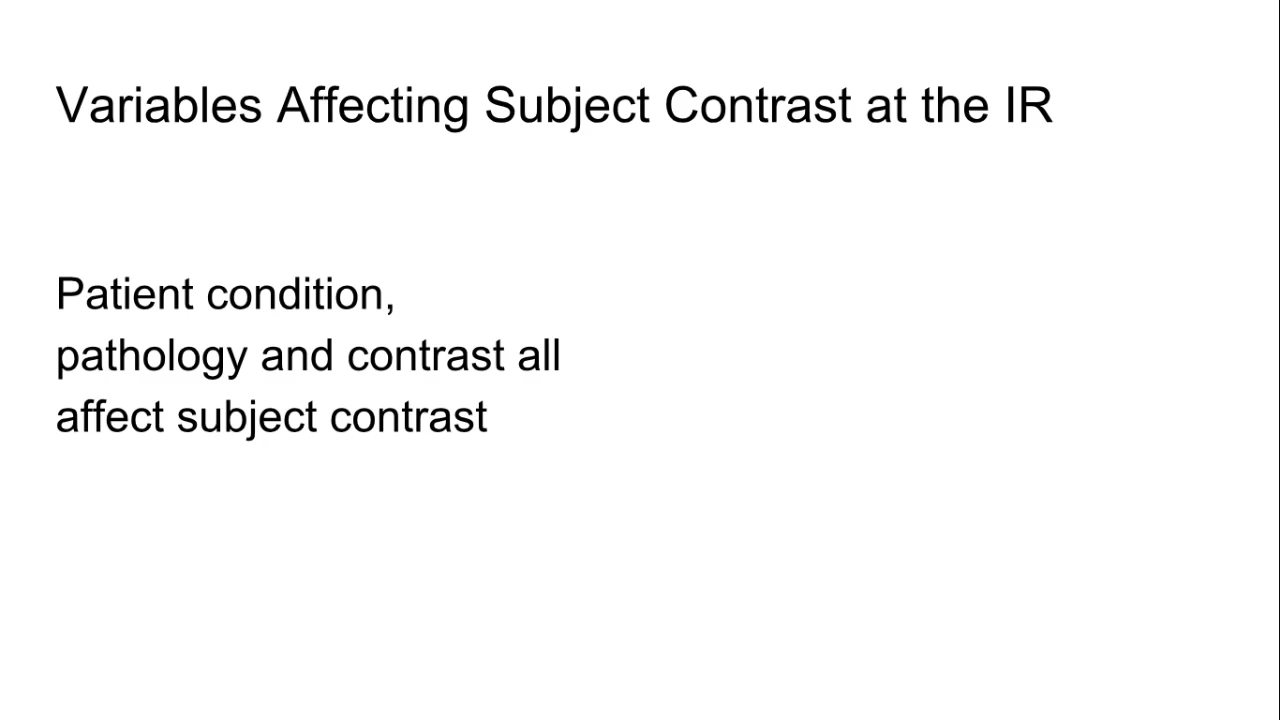 Variables Affecting Subject Contrast at the IR
Patient condition,
pathology and contrast all
affect subject contrast